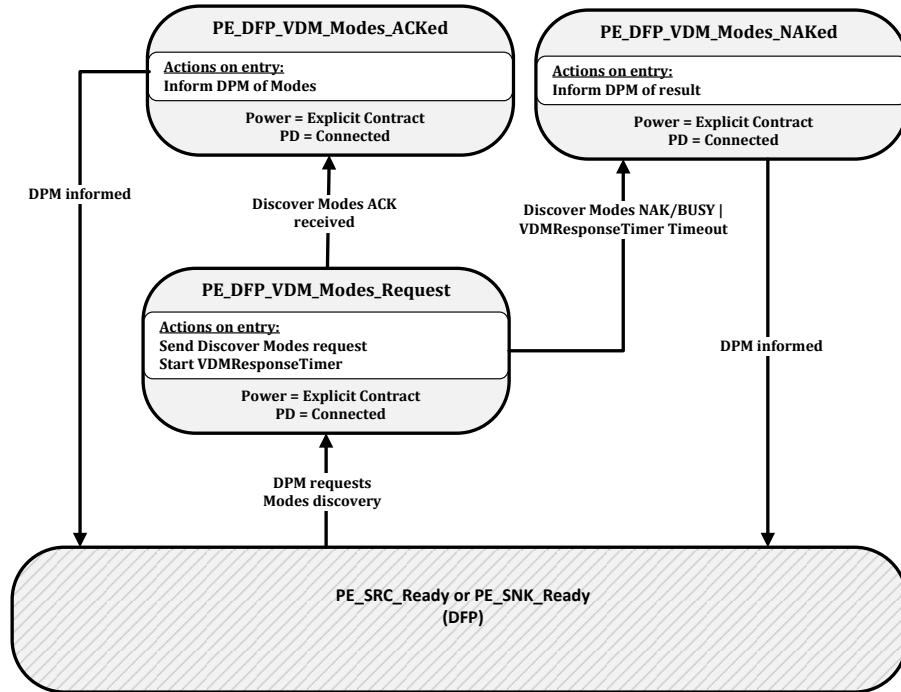 PE_DFP_VDM_Modes_ACKed
Actions on entry:
Inform DPM of Modes
Power = Explicit Contract
PD = Connected
PE_DFP_VDM_Modes_NAKed
Actions on entry:
Inform DPM of result
Power = Explicit Contract
PD = Connected
DPM informed
Discover Modes ACK
received
Discover Modes NAK/BUSY |
VDMResponseTimer Timeout
PE_DFP_VDM_Modes_Request
Actions on entry:
Send Discover Modes request
Start VDMResponseTimer
Power = Explicit Contract
PD = Connected
DPM informed
DPM requests
Modes discovery
PE_SRC_Ready or PE_SNK_Ready
(DFP)